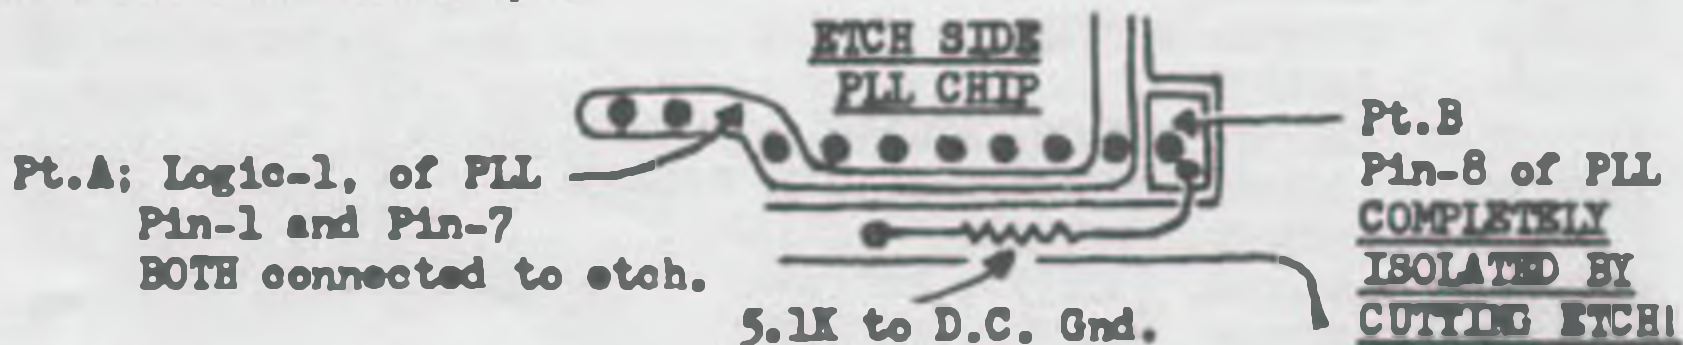 ETCH SIDE
PLL CHIP
Pt.A; Logic-1, of PLL
Pin-1 and Pin-7
BOTH connected to etch.
5.1K to D.C. Gnd.
Pt.B
Pin-8 of PLL
COMPLETELY
ISOLATED BY
CUTTING ETCH!